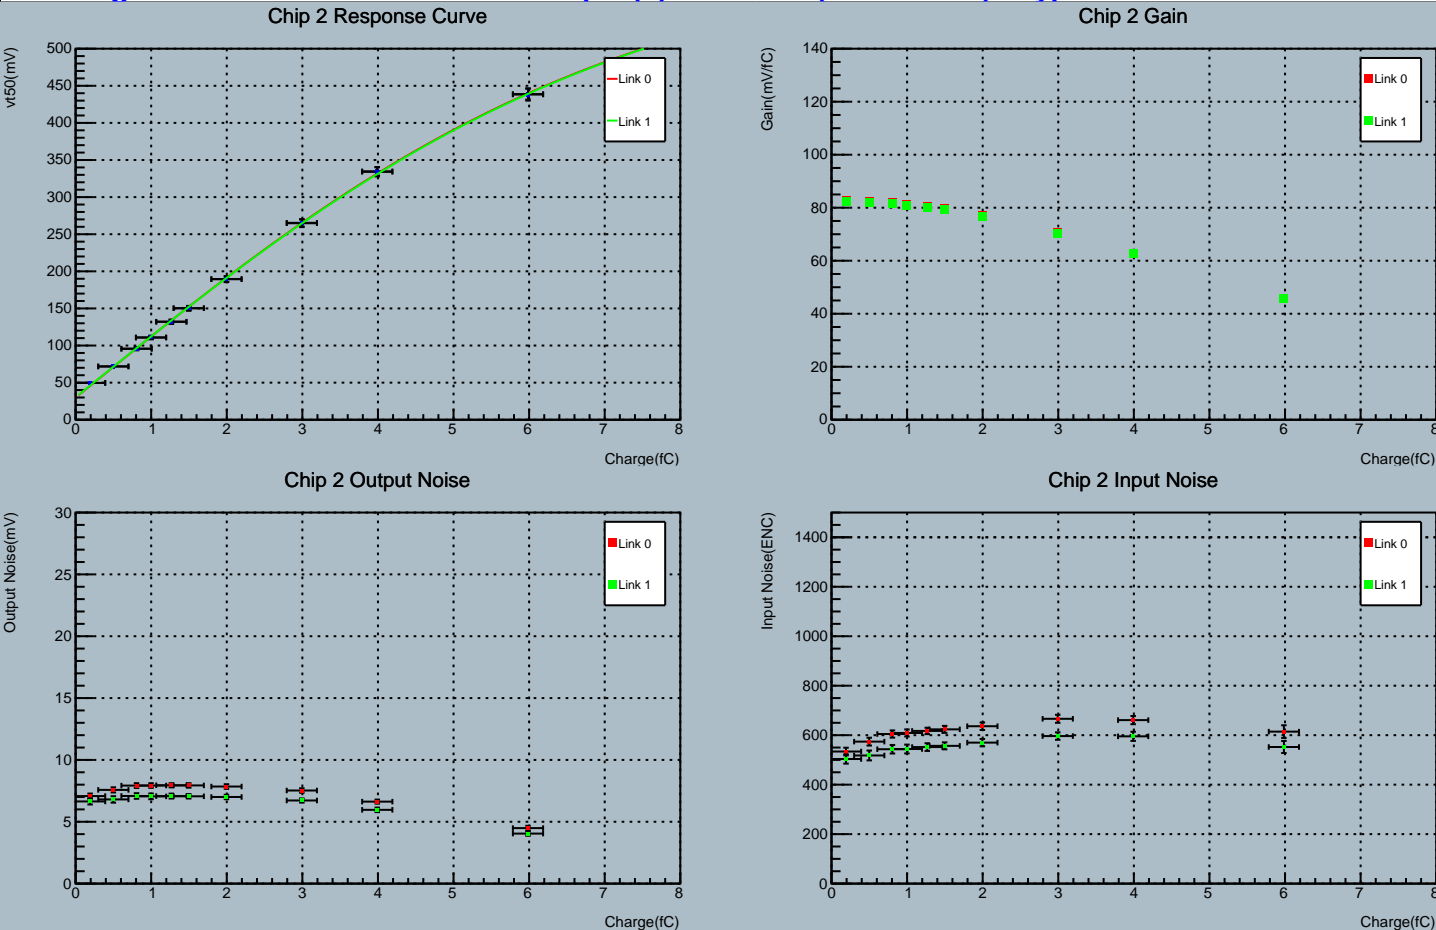 Chip 2 Response Curve
vt50(mV)
500
450
400
350
300
250
200
150
100
50
0
0 1 2 3 4 5 6 7 8
Charge(fC)
Link 0
Link 1
Chip 2 Gain
Gain(mV/fC)
140
120
100
80
60
40
20
0
0 1 2 3 4 5 6 7 8
Charge(fC)
Link 0
Link 1
Chip 2 Output Noise
Output Noise(mV)
30
25
20
15
10
5
0
0 1 2 3 4 5 6 7 8
Charge(fC)
Link 0
Link 1
Chip 2 Input Noise
Input Noise(ENC)
1400
1200
1000
800
600
400
200
0
0 1 2 3 4 5 6 7 8
Charge(fC)
Link 0
Link 1